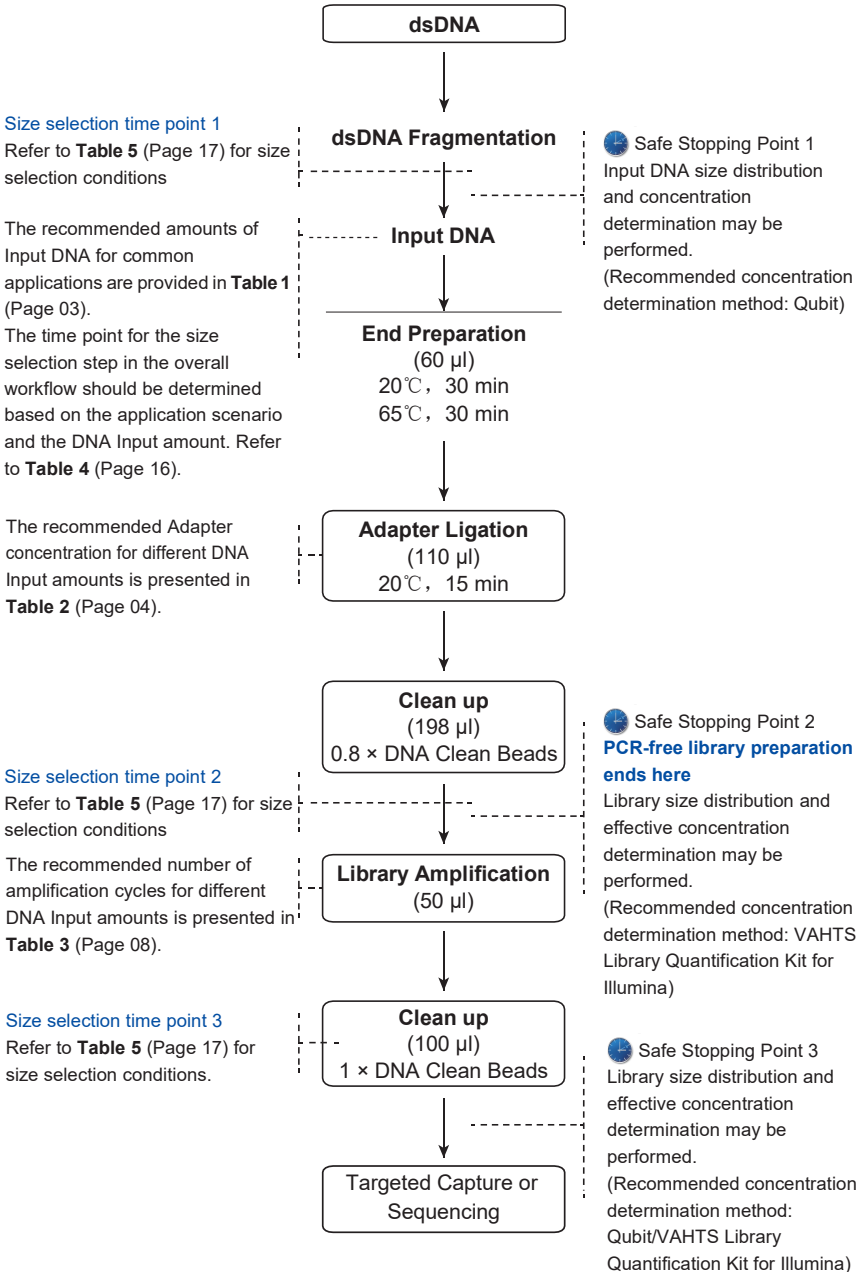 dsDNA
Size selection time point 1
Refer to Table 5 (Page 17) for size
selection conditions
dsDNA Fragmentation
Safe Stopping Point 1
Input DNA size distribution
and concentration
determination may be
performed.
(Recommended concentration
determination method: Qubit)
The recommended amounts of
Input DNA for common
applications are provided in Table 1
(Page 03).
The time point for the size
selection step in the overall
workflow should be determined
based on the application scenario
and the DNA Input amount. Refer
to Table 4 (Page 16).
Input DNA
End Preparation
(60 μl)
20℃, 30 min
65℃, 30 min
The recommended Adapter
concentration for different DNA
Input amounts is presented in
Table 2 (Page 04).
Adapter Ligation
(110 μl)
20℃, 15 min
Clean up
(198 μl)
0.8 × DNA Clean Beads
Safe Stopping Point 2
PCR-free library preparation
ends here
Library size distribution and
effective concentration
determination may be
performed.
(Recommended concentration
determination method: VAHTS
Library Quantification Kit for
Illumina)
Size selection time point 2
Refer to Table 5 (Page 17) for size
selection conditions
The recommended number of
amplification cycles for different
DNA Input amounts is presented in
Table 3 (Page 08).
Library Amplification
(50 μl)
Size selection time point 3
Refer to Table 5 (Page 17) for
size selection conditions.
Clean up
(100 μl)
1 × DNA Clean Beads
Safe Stopping Point 3
Library size distribution and
effective concentration
determination may be
performed.
(Recommended concentration
determination method:
Qubit/VAHTS Library
Quantification Kit for Illumina)
Targeted Capture or
Sequencing